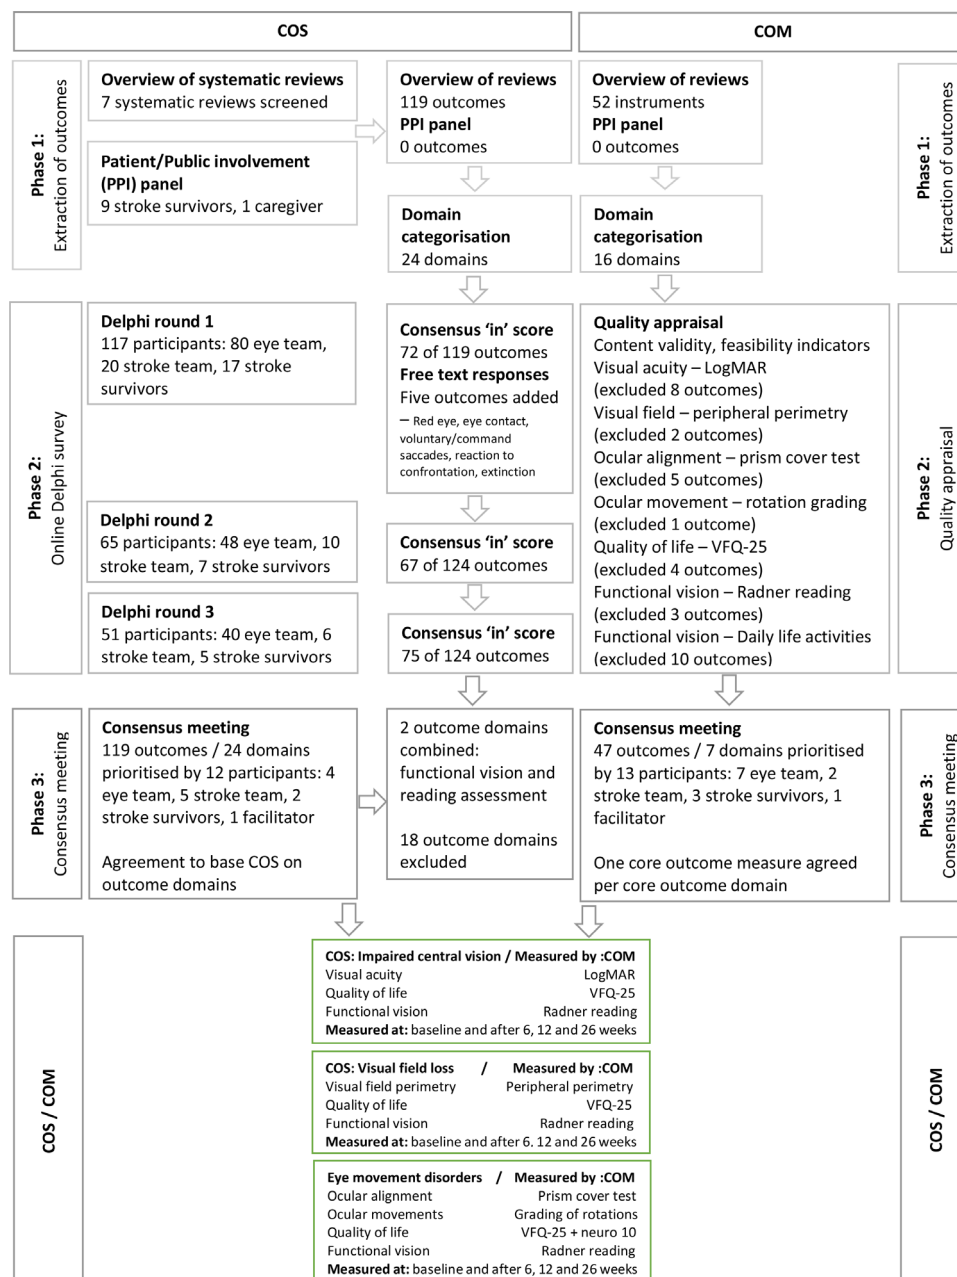 COS
COM
Phase 1:
Extraction of outcomes
Overview of systematic reviews
7 systematic reviews screened
Patient/Public involvement
(PPI) panel
9 stroke survivors, 1 caregiver
Overview of reviews
119 outcomes
PPI panel
0 outcomes
Domain
categorisation
24 domains
Overview of reviews
52 instruments
PPI panel
0 outcomes
Domain
categorisation
16 domains
Phase 1:
Extraction of outcomes
Phase 2:
Online Delphi survey
Delphi round 1
117 participants: 80 eye team,
20 stroke team, 17 stroke
survivors
Delphi round 2
65 participants: 48 eye team, 10
stroke team, 7 stroke survivors
Delphi round 3
51 participants: 40 eye team, 6
stroke team, 5 stroke survivors
Consensus ‘in’ score
72 of 119 outcomes
Free text responses
Five outcomes added
– Red eye, eye contact,
voluntary/command
saccades, reaction to
confrontation, extinction
Consensus ‘in’ score
67 of 124 outcomes
Consensus ‘in’ score
75 of 124 outcomes
Quality appraisal
Content validity, feasibility indicators
Visual acuity – LogMAR
(excluded 8 outcomes)
Visual field – peripheral perimetry
(excluded 2 outcomes)
Ocular alignment – prism cover test
(excluded 5 outcomes)
Ocular movement – rotation grading
(excluded 1 outcome)
Quality of life – VFQ-25
(excluded 4 outcomes)
Functional vision – Radner reading
(excluded 3 outcomes)
Functional vision – Daily life activities
(excluded 10 outcomes)
Phase 2:
Quality appraisal
Phase 3:
Consensus meeting
Consensus meeting
119 outcomes / 24 domains
prioritised by 12 participants: 4
eye team, 5 stroke team, 2
stroke survivors, 1 facilitator
Agreement to base COS on
outcome domains
2 outcome domains
combined:
functional vision and
reading assessment
18 outcome domains
excluded
Consensus meeting
47 outcomes / 7 domains prioritised
by 13 participants: 7 eye team, 2
stroke team, 3 stroke survivors, 1
facilitator
One core outcome measure agreed
per core outcome domain
Phase 3:
Consensus meeting
COS / COM
COS: Impaired central vision / Measured by :COM
Visual acuity LogMAR
Quality of life VFQ-25
Functional vision Radner reading
Measured at: baseline and after 6, 12 and 26 weeks
COS: Visual field loss / Measured by :COM
Visual field perimetry Peripheral perimetry
Quality of life VFQ-25
Functional vision Radner reading
Measured at: baseline and after 6. 12 and 26 weeks
Eye movement disorders / Measured by :COM
Ocular alignment Prism cover test
Ocular movements Grading of rotations
Quality of life VFQ-25 + neuro 10
Functional vision Radner reading
Measured at: baseline and after 6, 12 and 26 weeks
COS / COM